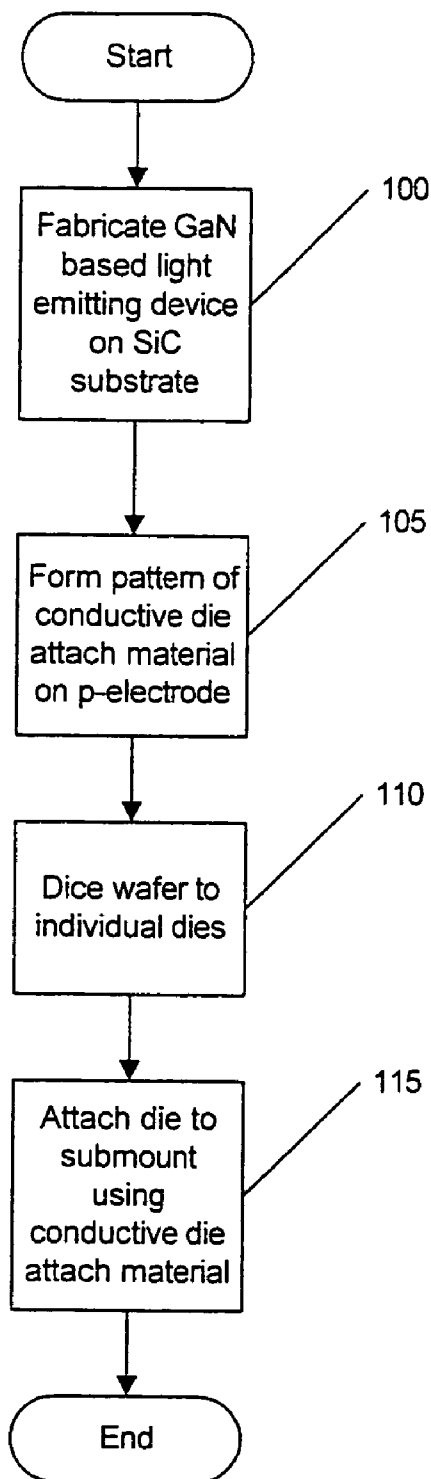 Start
100
Fabricate GaN
based light
emitting device
on SiC
substrate
105
Form pattern of
conductive die
attach material
on p-electrode
110
Dice wafer to
individual dies
115
Attach die to
submount
using
conductive die
attach material
End